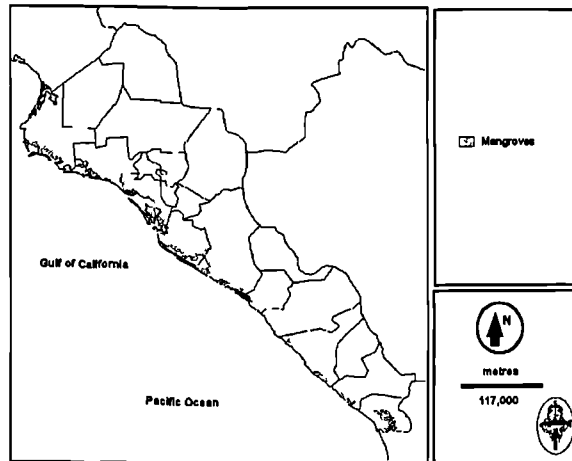 Gulf of California
Pacific Ocean
Mangroves
N
metres
117,000